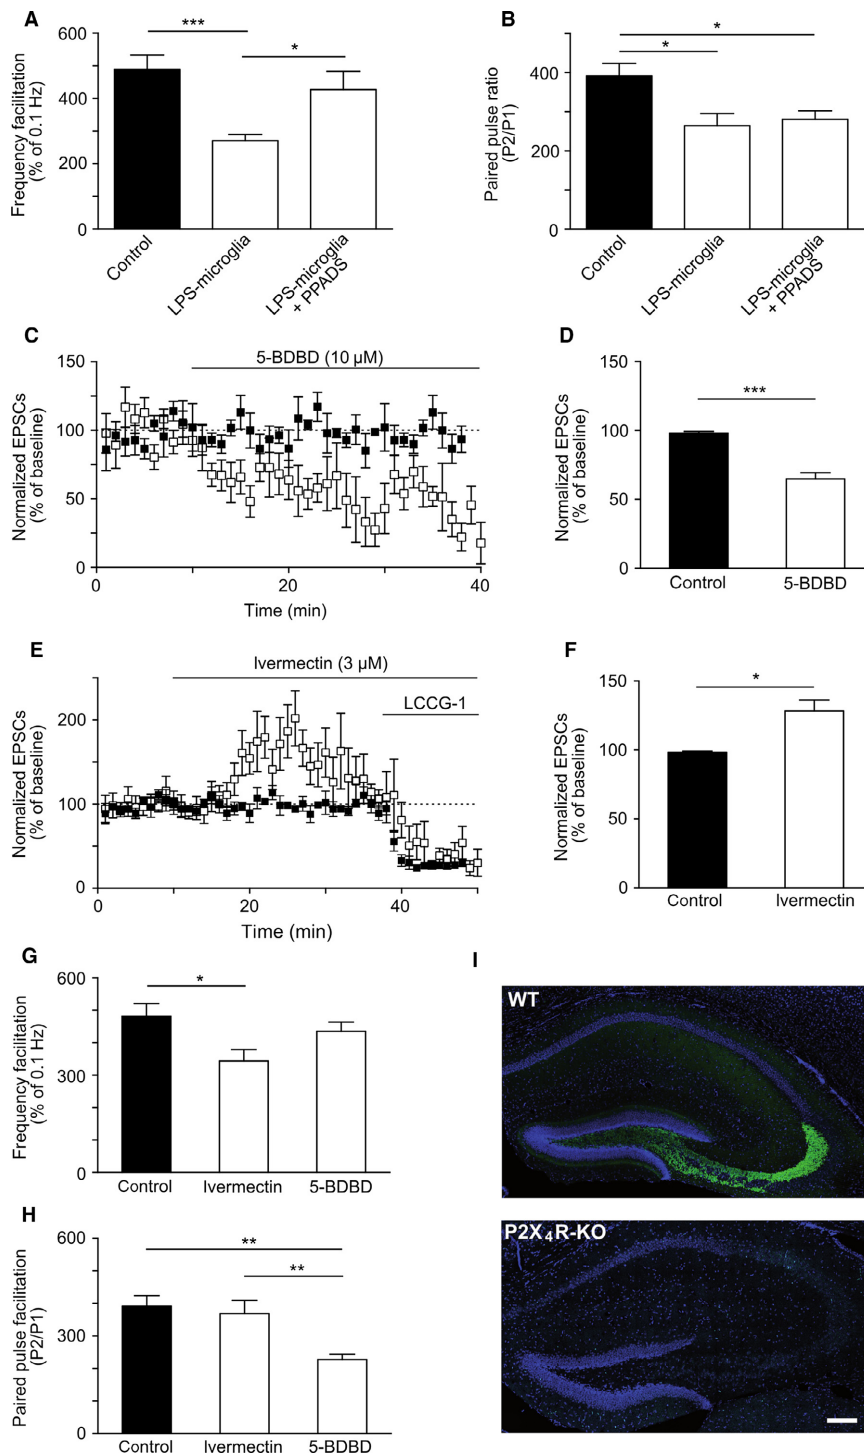 A
Frequency facilitation
(% of 0.1 Hz)
600
400
200
0
***
*
Control
LPS-microglia
LPS-microglia
+ PPADS
B
Paired pulse ratio
(P2/P1)
400
200
0
*
*
Control
LPS-microglia
LPS-microglia
+ PPADS
C
Normalized EPSCs
(% of baseline)
150
100
50
0
5-BDBD (10 µM)
0
20
40
Time (min)
D
Normalized EPSCs
(% of baseline)
150
100
50
0
***
Control
5-BDBD
E
Normalized EPSCs
(% of baseline)
200
100
0
Ivermectin (3 µM)
LCCG-1
0
20
40
Time (min)
F
Normalized EPSCs
(% of baseline)
150
100
50
0
*
Control
Ivermectin
G
Frequency facilitation
(% of 0.1 Hz)
600
300
0
*
Control
Ivermectin
5-BDBD
H
Paired pulse facilitation
(P2/P1)
600
300
0
**
**
Control
Ivermectin
5-BDBD
I
WT
P2X4R-KO